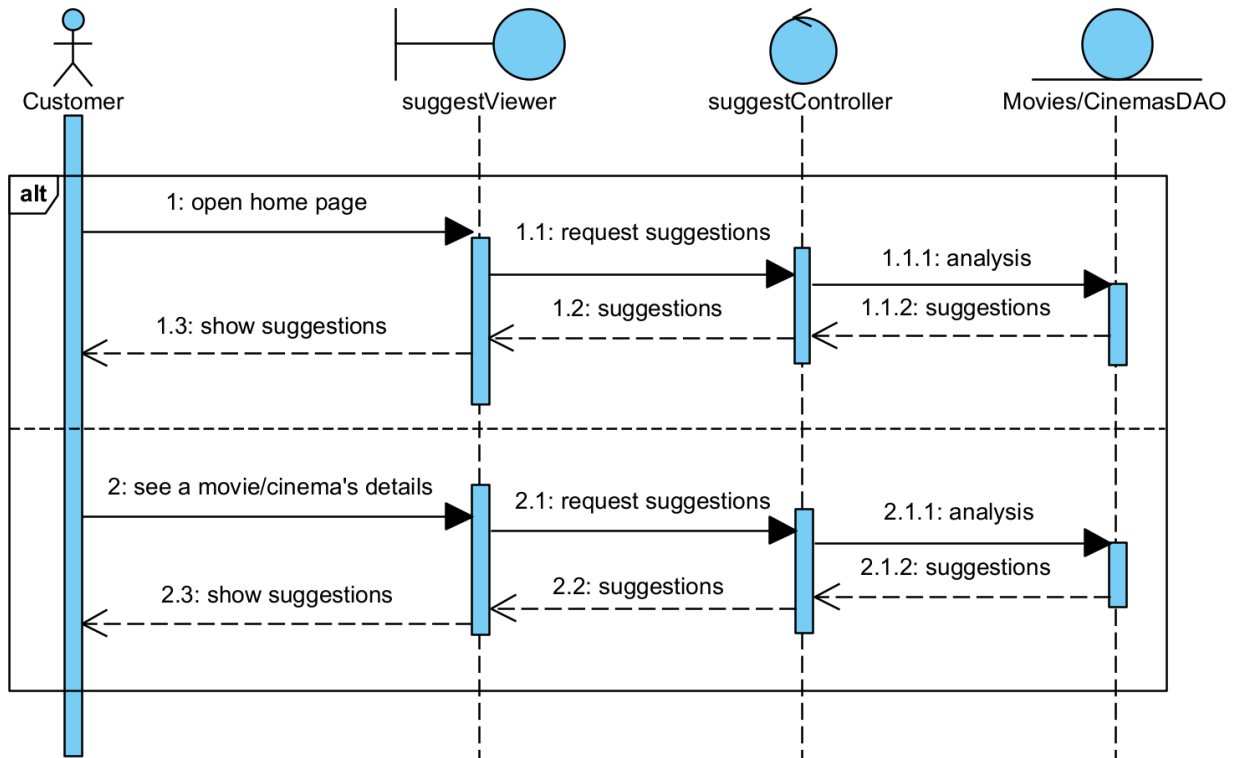 Customer
suggestViewer
suggestController
Movies/CinemasDAO
alt
1: open home page
1.1: request suggestions
1.1.1: analysis
1.1.2: suggestions
1.2: suggestions
1.3: show suggestions
2: see a movie/cinema's details
2.1: request suggestions
2.1.1: analysis
2.1.2: suggestions
2.2: suggestions
2.3: show suggestions